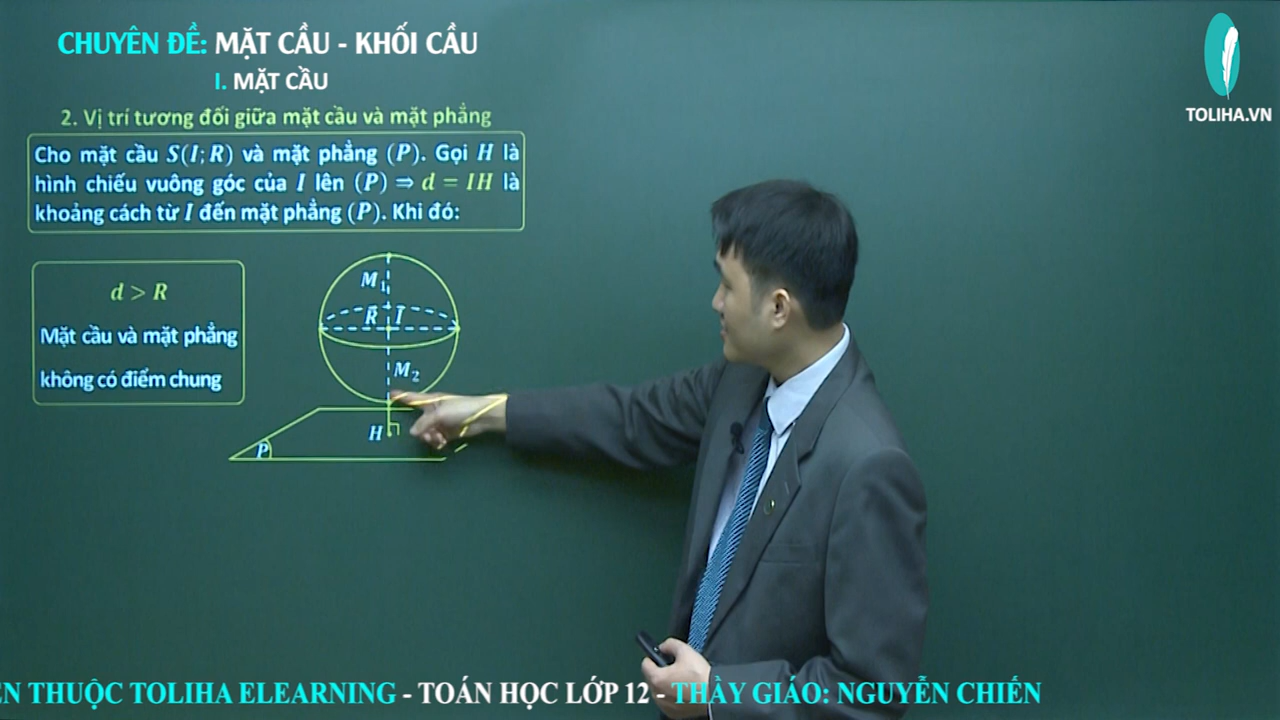 CHUYÊN ĐỀ: MẶT CẦU - KHỐI CẦU
I. MẶT CẦU
2. Vị trí tương đối giữa mặt cầu và mặt phẳng
Cho mặt cầu S(I;R) và mặt phẳng (P). Gọi H là
hình chiếu vuông góc của I lên (P) ⇒ d = IH là
khoảng cách từ I đến mặt phẳng (P). Khi đó:
d > R
Mặt cầu và mặt phẳng
không có điểm chung
M₁
R I
M₂
H
P
TOLIHA.VN
THUỘC TOLIHA ELEARNING - TOÁN HỌC LỚP 12 - THẦY GIÁO: NGUYỄN CHIẾN